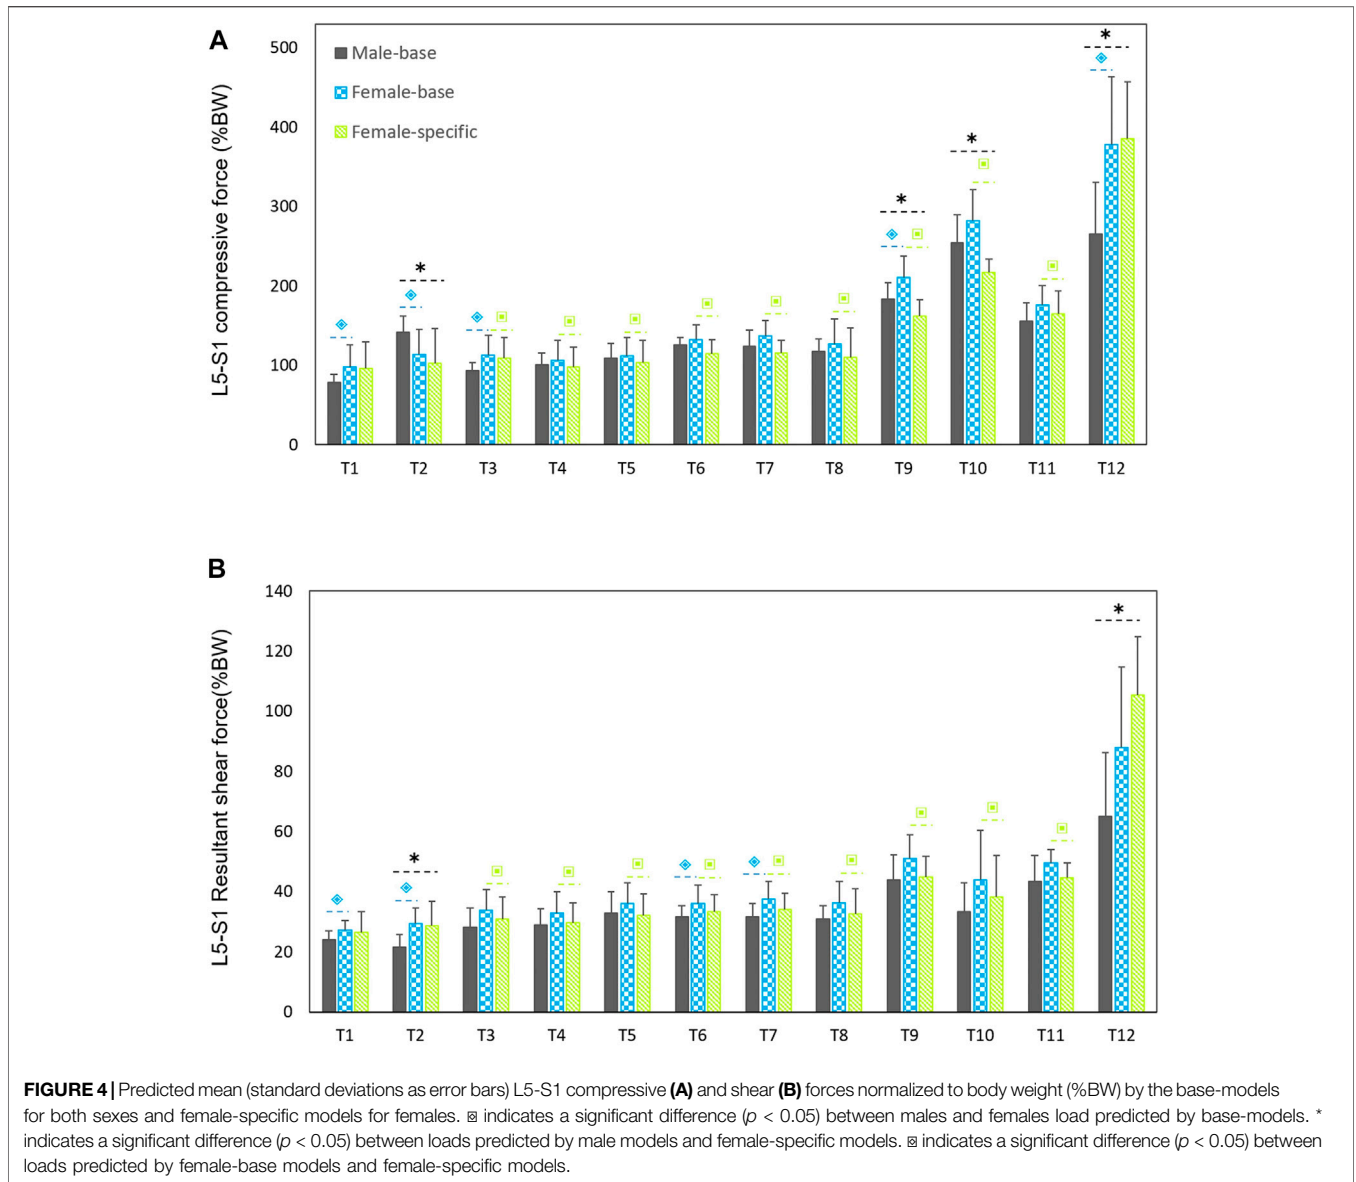 A
L5-S1 compressive force (%BW)
500
400
300
200
100
0
Male-base
Female-base
Female-specific
*
*
*
*
T1 T2 T3 T4 T5 T6 T7 T8 T9 T10 T11 T12
B
L5-S1 Resultant shear force(%BW)
140
120
100
80
60
40
20
0
*
*
T1 T2 T3 T4 T5 T6 T7 T8 T9 T10 T11 T12
FIGURE 4 | Predicted mean (standard deviations as error bars) L5-S1 compressive (A) and shear (B) forces normalized to body weight (%BW) by the base-models
for both sexes and female-specific models for females. ⊠ indicates a significant difference (p < 0.05) between males and females load predicted by base-models. *
indicates a significant difference (p < 0.05) between loads predicted by male models and female-specific models. ⊠ indicates a significant difference (p < 0.05) between
loads predicted by female-base models and female-specific models.